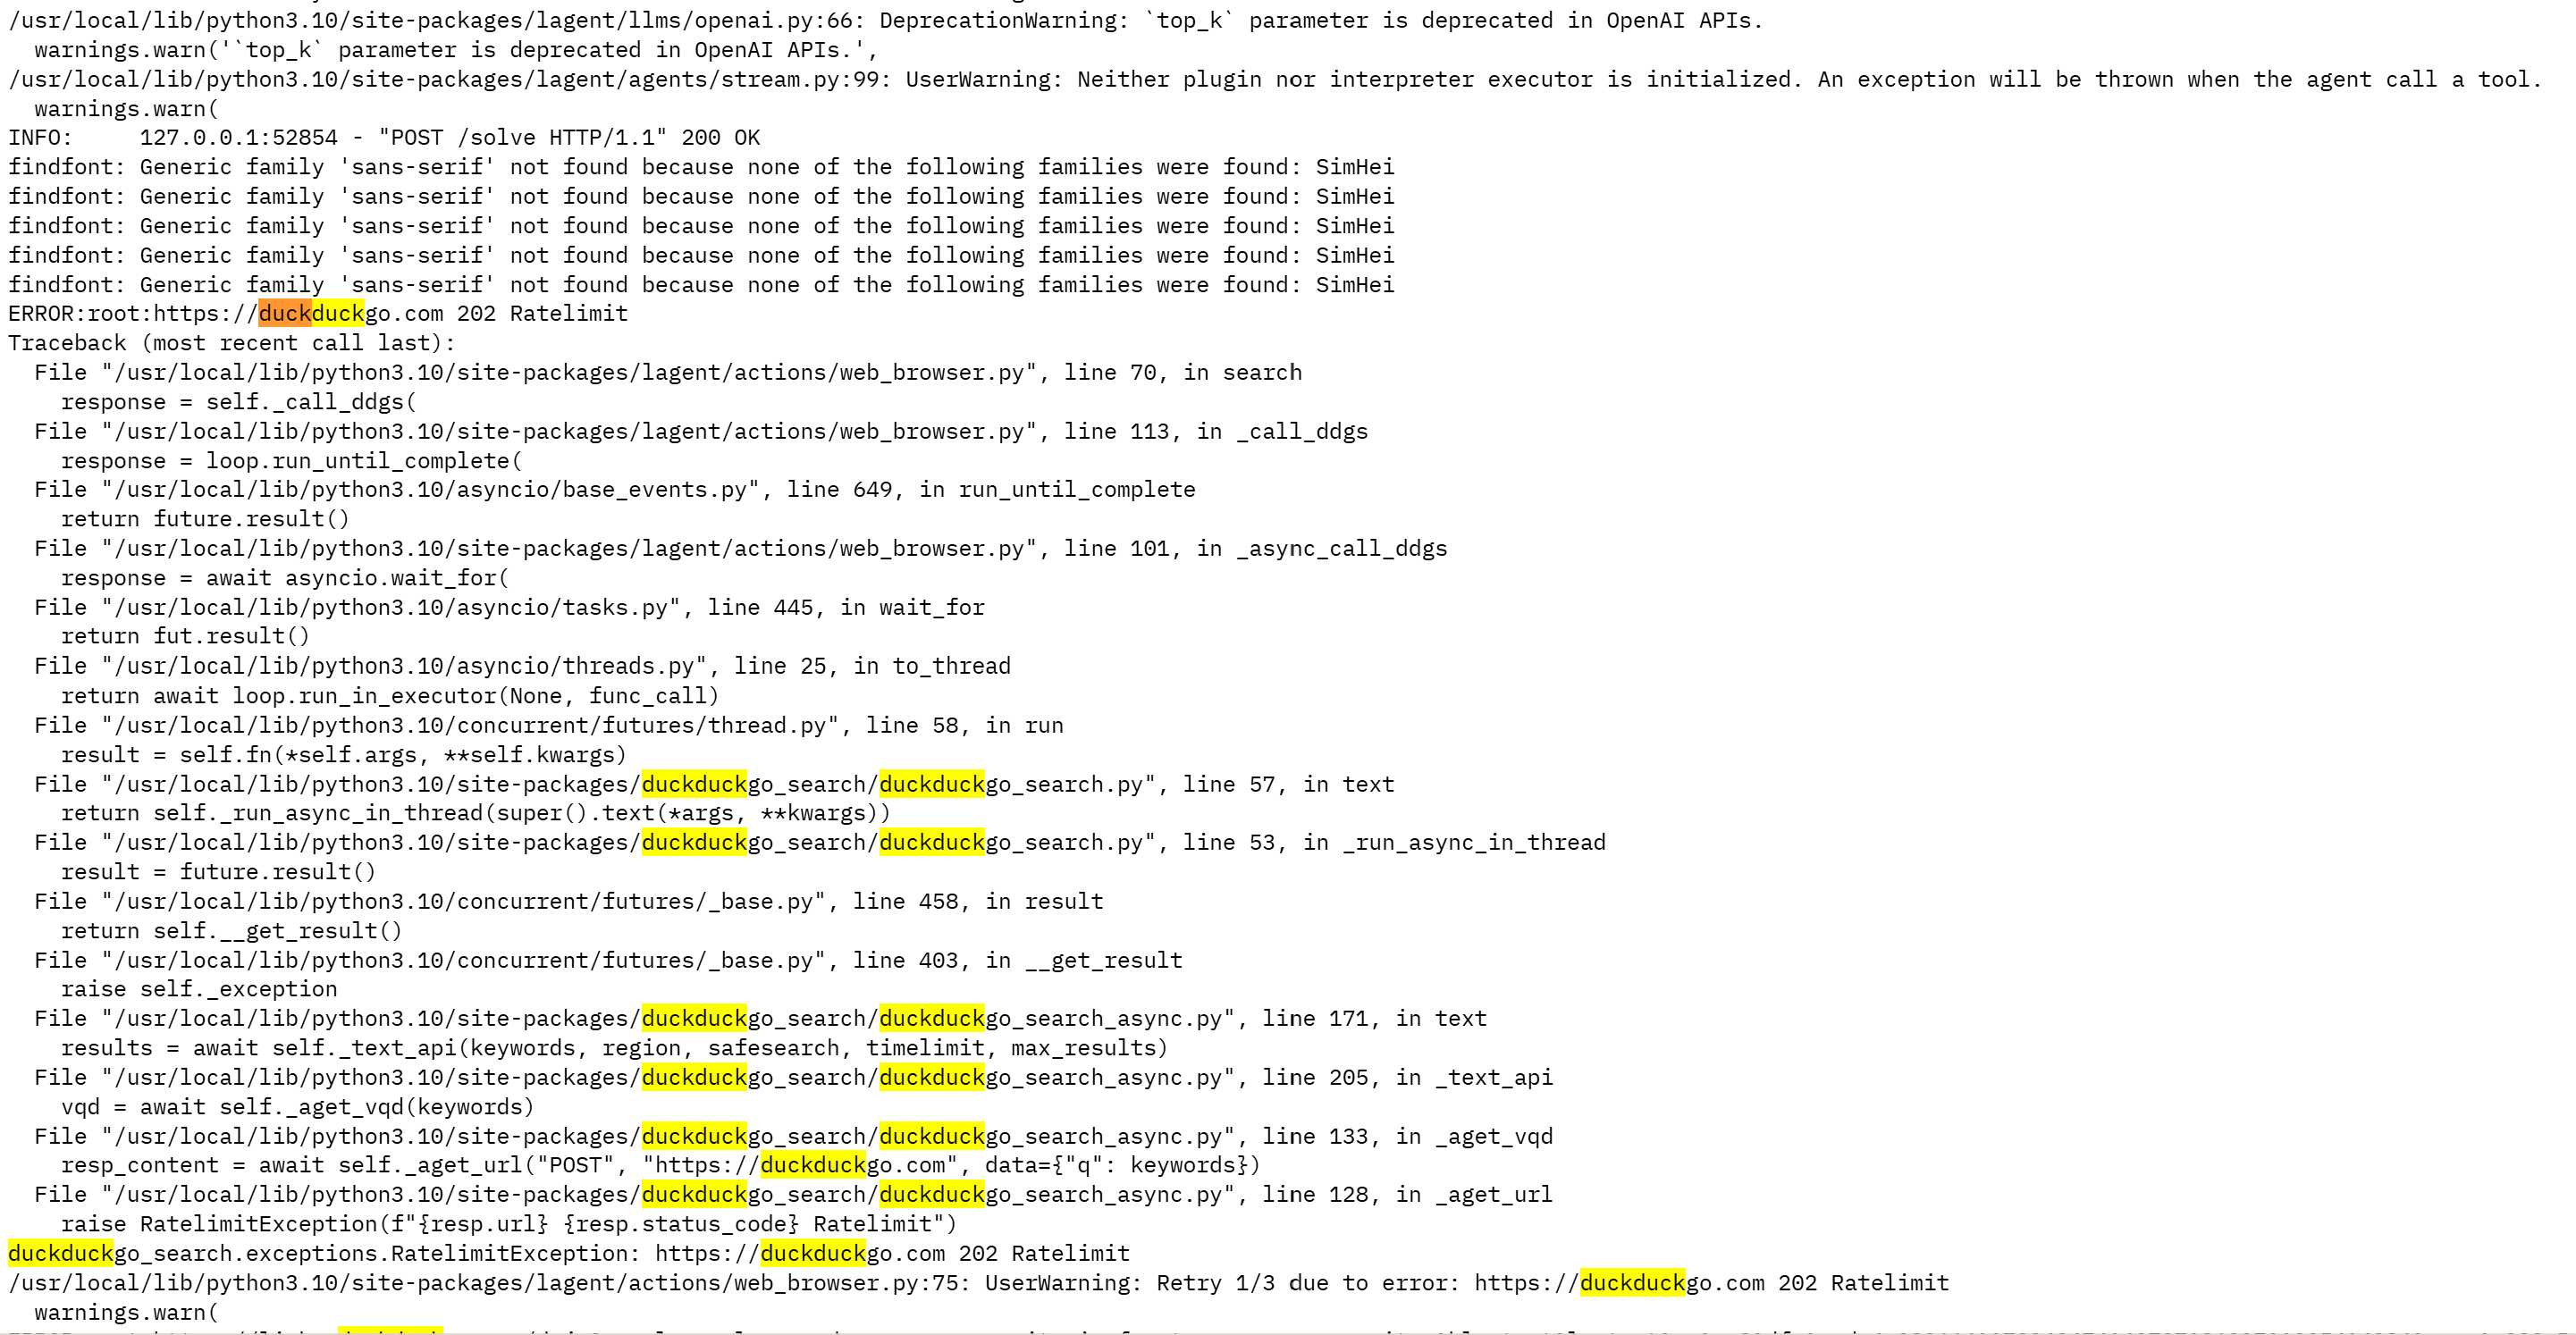 /usr/local/lib/python3.10/site-packages/lagent/llms/openai.py:66: DeprecationWarning: `top_k` parameter is deprecated in OpenAI APIs.
  warnings.warn('`top_k` parameter is deprecated in OpenAI APIs.',
/usr/local/lib/python3.10/site-packages/lagent/agents/stream.py:99: UserWarning: Neither plugin nor interpreter executor is initialized. An exception will be thrown when the agent call a tool.
  warnings.warn(
INFO:     127.0.0.1:52854 - "POST /solve HTTP/1.1" 200 OK
findfont: Generic family 'sans-serif' not found because none of the following families were found: SimHei
findfont: Generic family 'sans-serif' not found because none of the following families were found: SimHei
findfont: Generic family 'sans-serif' not found because none of the following families were found: SimHei
findfont: Generic family 'sans-serif' not found because none of the following families were found: SimHei
findfont: Generic family 'sans-serif' not found because none of the following families were found: SimHei
ERROR:root:https://duckduckgo.com 202 Ratelimit
Traceback (most recent call last):
  File "/usr/local/lib/python3.10/site-packages/lagent/actions/web_browser.py", line 70, in search
    response = self._call_ddgs(
  File "/usr/local/lib/python3.10/site-packages/lagent/actions/web_browser.py", line 113, in _call_ddgs
    response = loop.run_until_complete(
  File "/usr/local/lib/python3.10/asyncio/base_events.py", line 649, in run_until_complete
    return future.result()
  File "/usr/local/lib/python3.10/site-packages/lagent/actions/web_browser.py", line 101, in _async_call_ddgs
    response = await asyncio.wait_for(
  File "/usr/local/lib/python3.10/asyncio/tasks.py", line 445, in wait_for
    return fut.result()
  File "/usr/local/lib/python3.10/asyncio/threads.py", line 25, in to_thread
    return await loop.run_in_executor(None, func_call)
  File "/usr/local/lib/python3.10/concurrent/futures/thread.py", line 58, in run
    result = self.fn(*self.args, **self.kwargs)
  File "/usr/local/lib/python3.10/site-packages/duckduckgo_search/duckduckgo_search.py", line 57, in text
    return self._run_async_in_thread(super().text(*args, **kwargs))
  File "/usr/local/lib/python3.10/site-packages/duckduckgo_search/duckduckgo_search.py", line 53, in _run_async_in_thread
    result = future.result()
  File "/usr/local/lib/python3.10/concurrent/futures/_base.py", line 458, in result
    return self.__get_result()
  File "/usr/local/lib/python3.10/concurrent/futures/_base.py", line 403, in __get_result
    raise self._exception
  File "/usr/local/lib/python3.10/site-packages/duckduckgo_search/duckduckgo_search_async.py", line 171, in text
    results = await self._text_api(keywords, region, safesearch, timelimit, max_results)
  File "/usr/local/lib/python3.10/site-packages/duckduckgo_search/duckduckgo_search_async.py", line 205, in _text_api
    vqd = await self._aget_vqd(keywords)
  File "/usr/local/lib/python3.10/site-packages/duckduckgo_search/duckduckgo_search_async.py", line 133, in _aget_vqd
    resp_content = await self._aget_url("POST", "https://duckduckgo.com", data={"q": keywords})
  File "/usr/local/lib/python3.10/site-packages/duckduckgo_search/duckduckgo_search_async.py", line 128, in _aget_url
    raise RatelimitException(f"{resp.url} {resp.status_code} Ratelimit")
duckduckgo_search.exceptions.RatelimitException: https://duckduckgo.com 202 Ratelimit
/usr/local/lib/python3.10/site-packages/lagent/actions/web_browser.py:75: UserWarning: Retry 1/3 due to error: https://duckduckgo.com 202 Ratelimit
  warnings.warn(